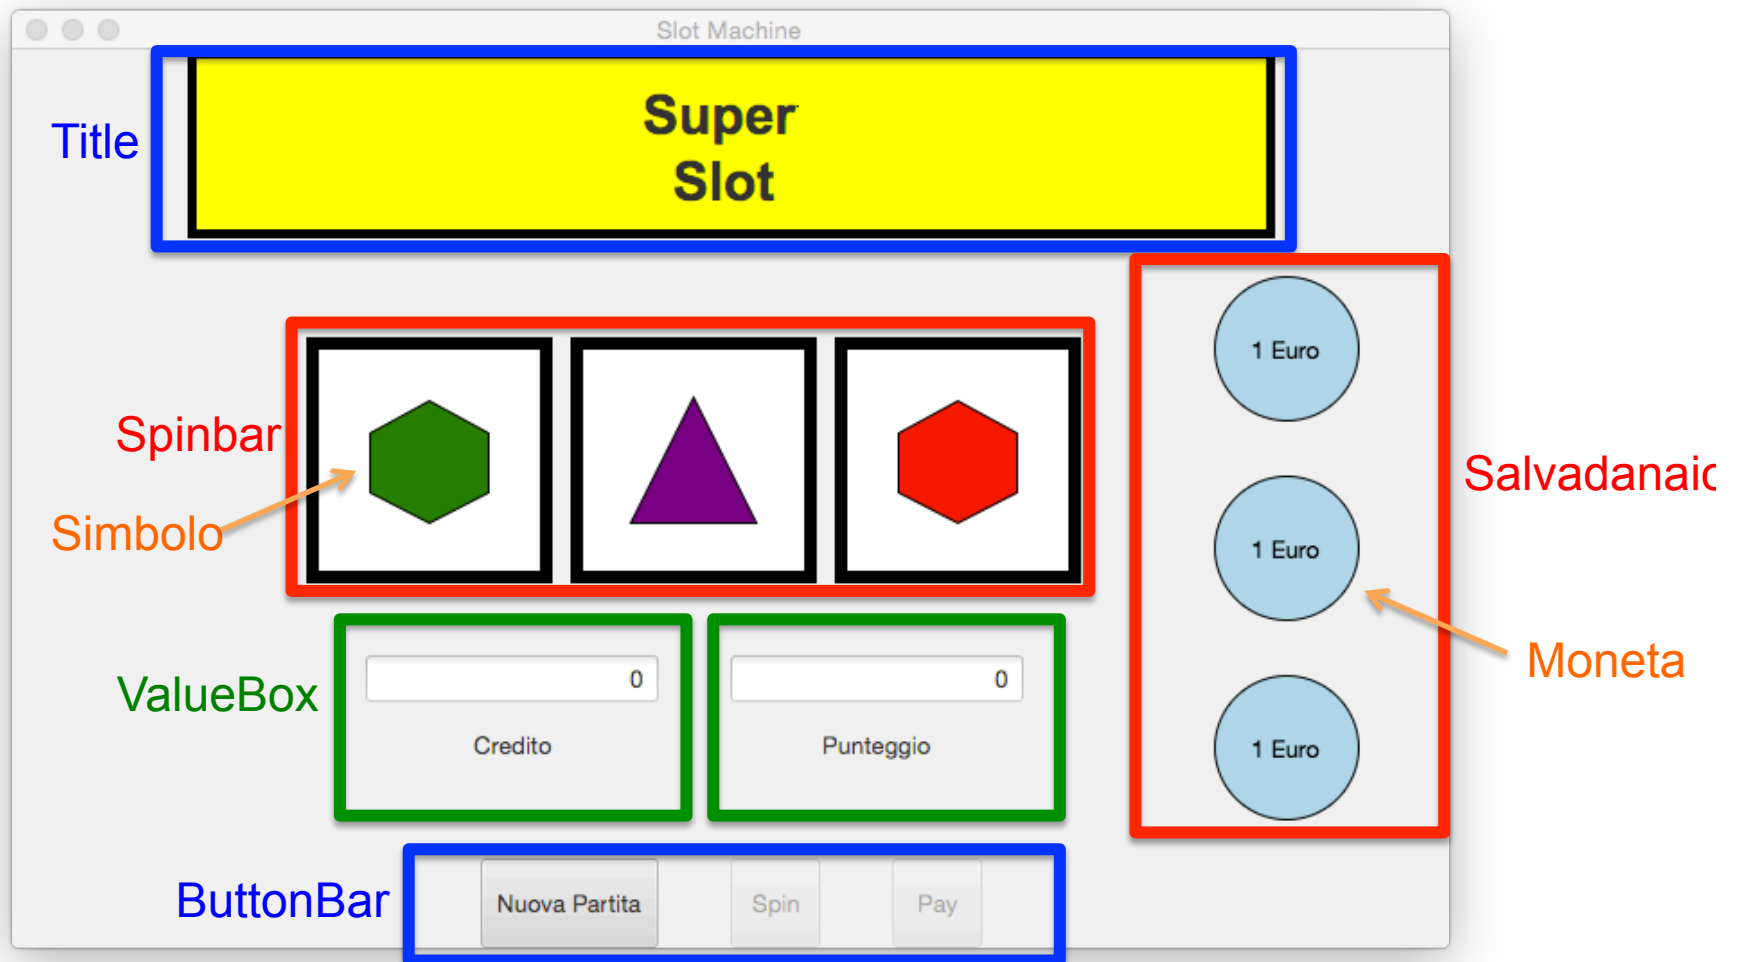 Slot Machine
Title
Super
Slot
1 Euro
Spinbar
Salvadanaio
Simbolo
1 Euro
Moneta
ValueBox
0
0
Credito
Punteggio
1 Euro
ButtonBar
Nuova Partita
Spin
Pay